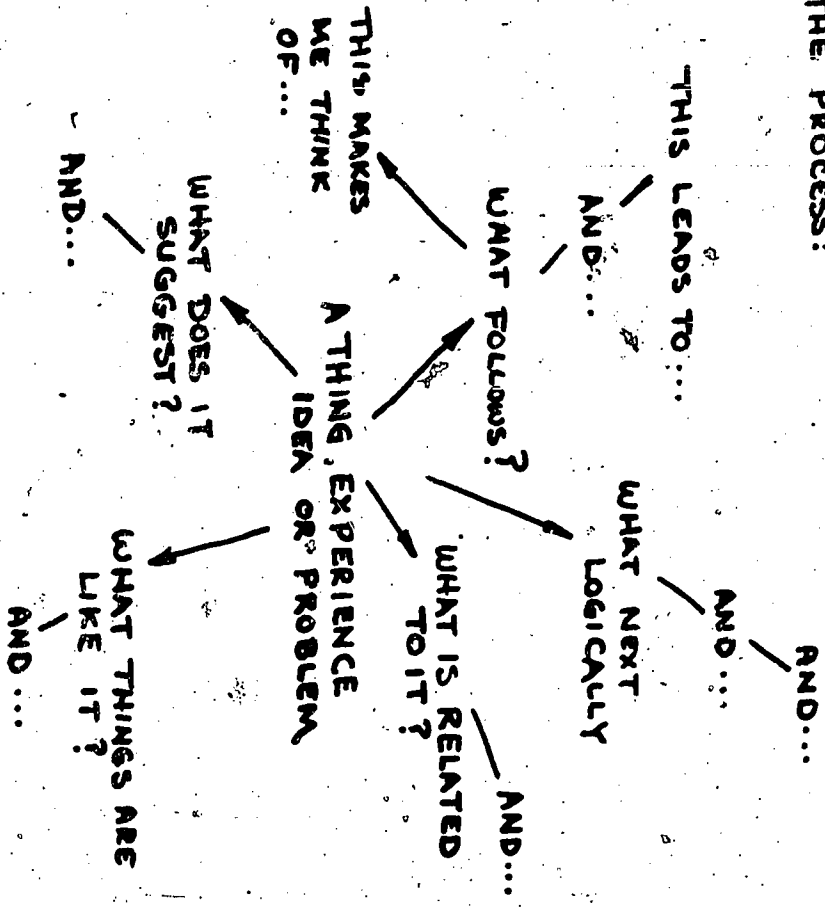 THE PROCESS:
AND...
AND...
THIS LEADS TO...
WHAT NEXT
LOGICALLY
AND...
AND...
WHAT FOLLOWS?
WHAT IS RELATED
TO IT?
THIS MAKES
ME THINK
OF...
A THING, EXPERIENCE
IDEA OR PROBLEM
WHAT DOES IT
SUGGEST?
AND...
WHAT THINGS ARE
LIKE IT?
AND...